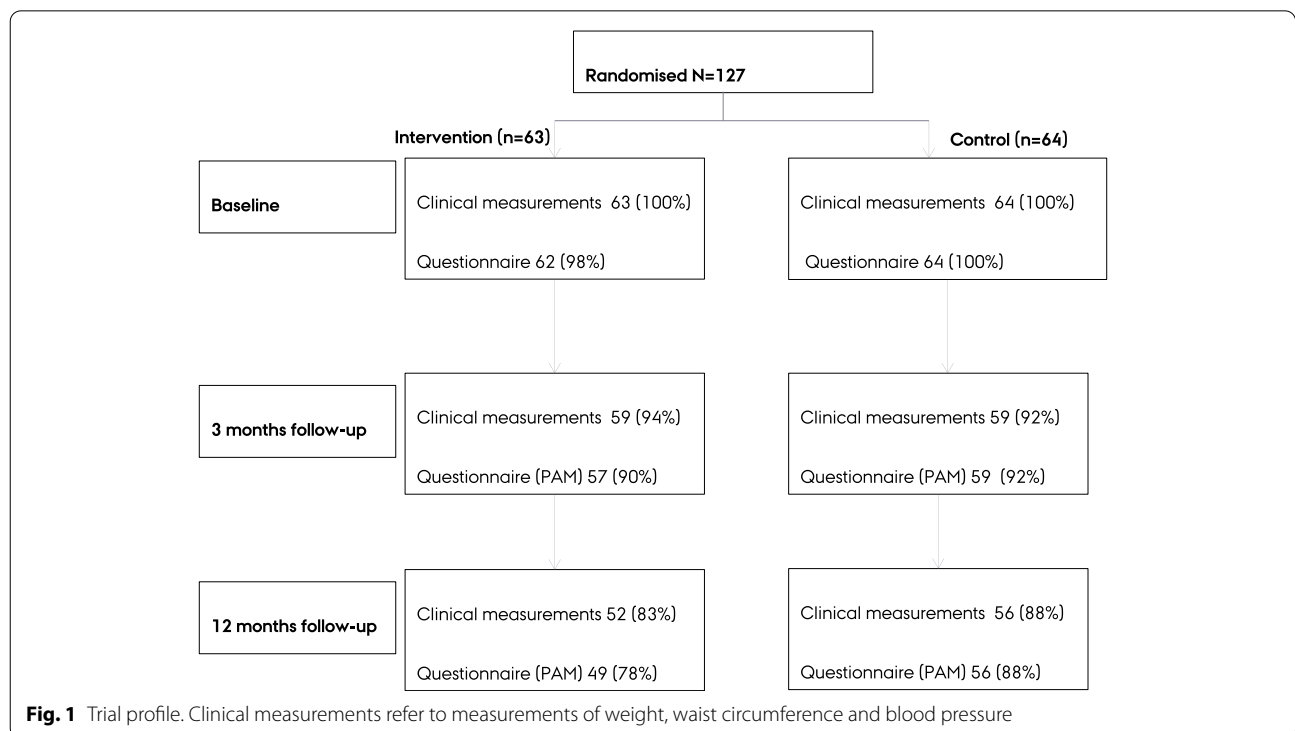 Randomised N=127
Intervention (n=63)
Control (n=64)
Baseline
Clinical measurements 63 (100%)
Questionnaire 62 (98%)
Clinical measurements 64 (100%)
Questionnaire 64 (100%)
3 months follow-up
Clinical measurements 59 (94%)
Questionnaire (PAM) 57 (90%)
Clinical measurements 59 (92%)
Questionnaire (PAM) 59 (92%)
12 months follow-up
Clinical measurements 52 (83%)
Questionnaire (PAM) 49 (78%)
Clinical measurements 56 (88%)
Questionnaire (PAM) 56 (88%)
Fig. 1 Trial profile. Clinical measurements refer to measurements of weight, waist circumference and blood pressure